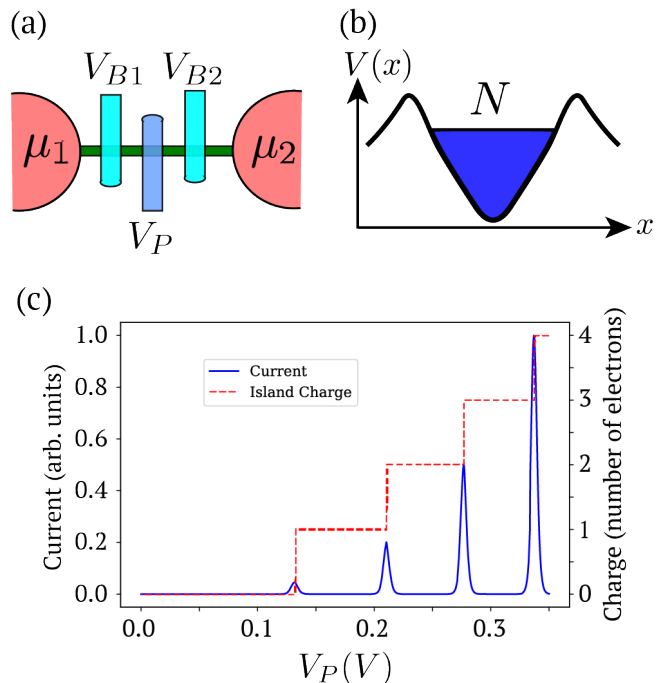 (a)
V_{B1} V_{B2}
μ_1 μ_2
V_P
(b)
V(x)
N
x
(c)
Current (arb. units)
1.0
0.8
0.6
0.4
0.2
0.0
Current
Island Charge
4
3
2
1
0
Charge (number of electrons)
0.0 0.1 0.2 0.3
V_P(V)